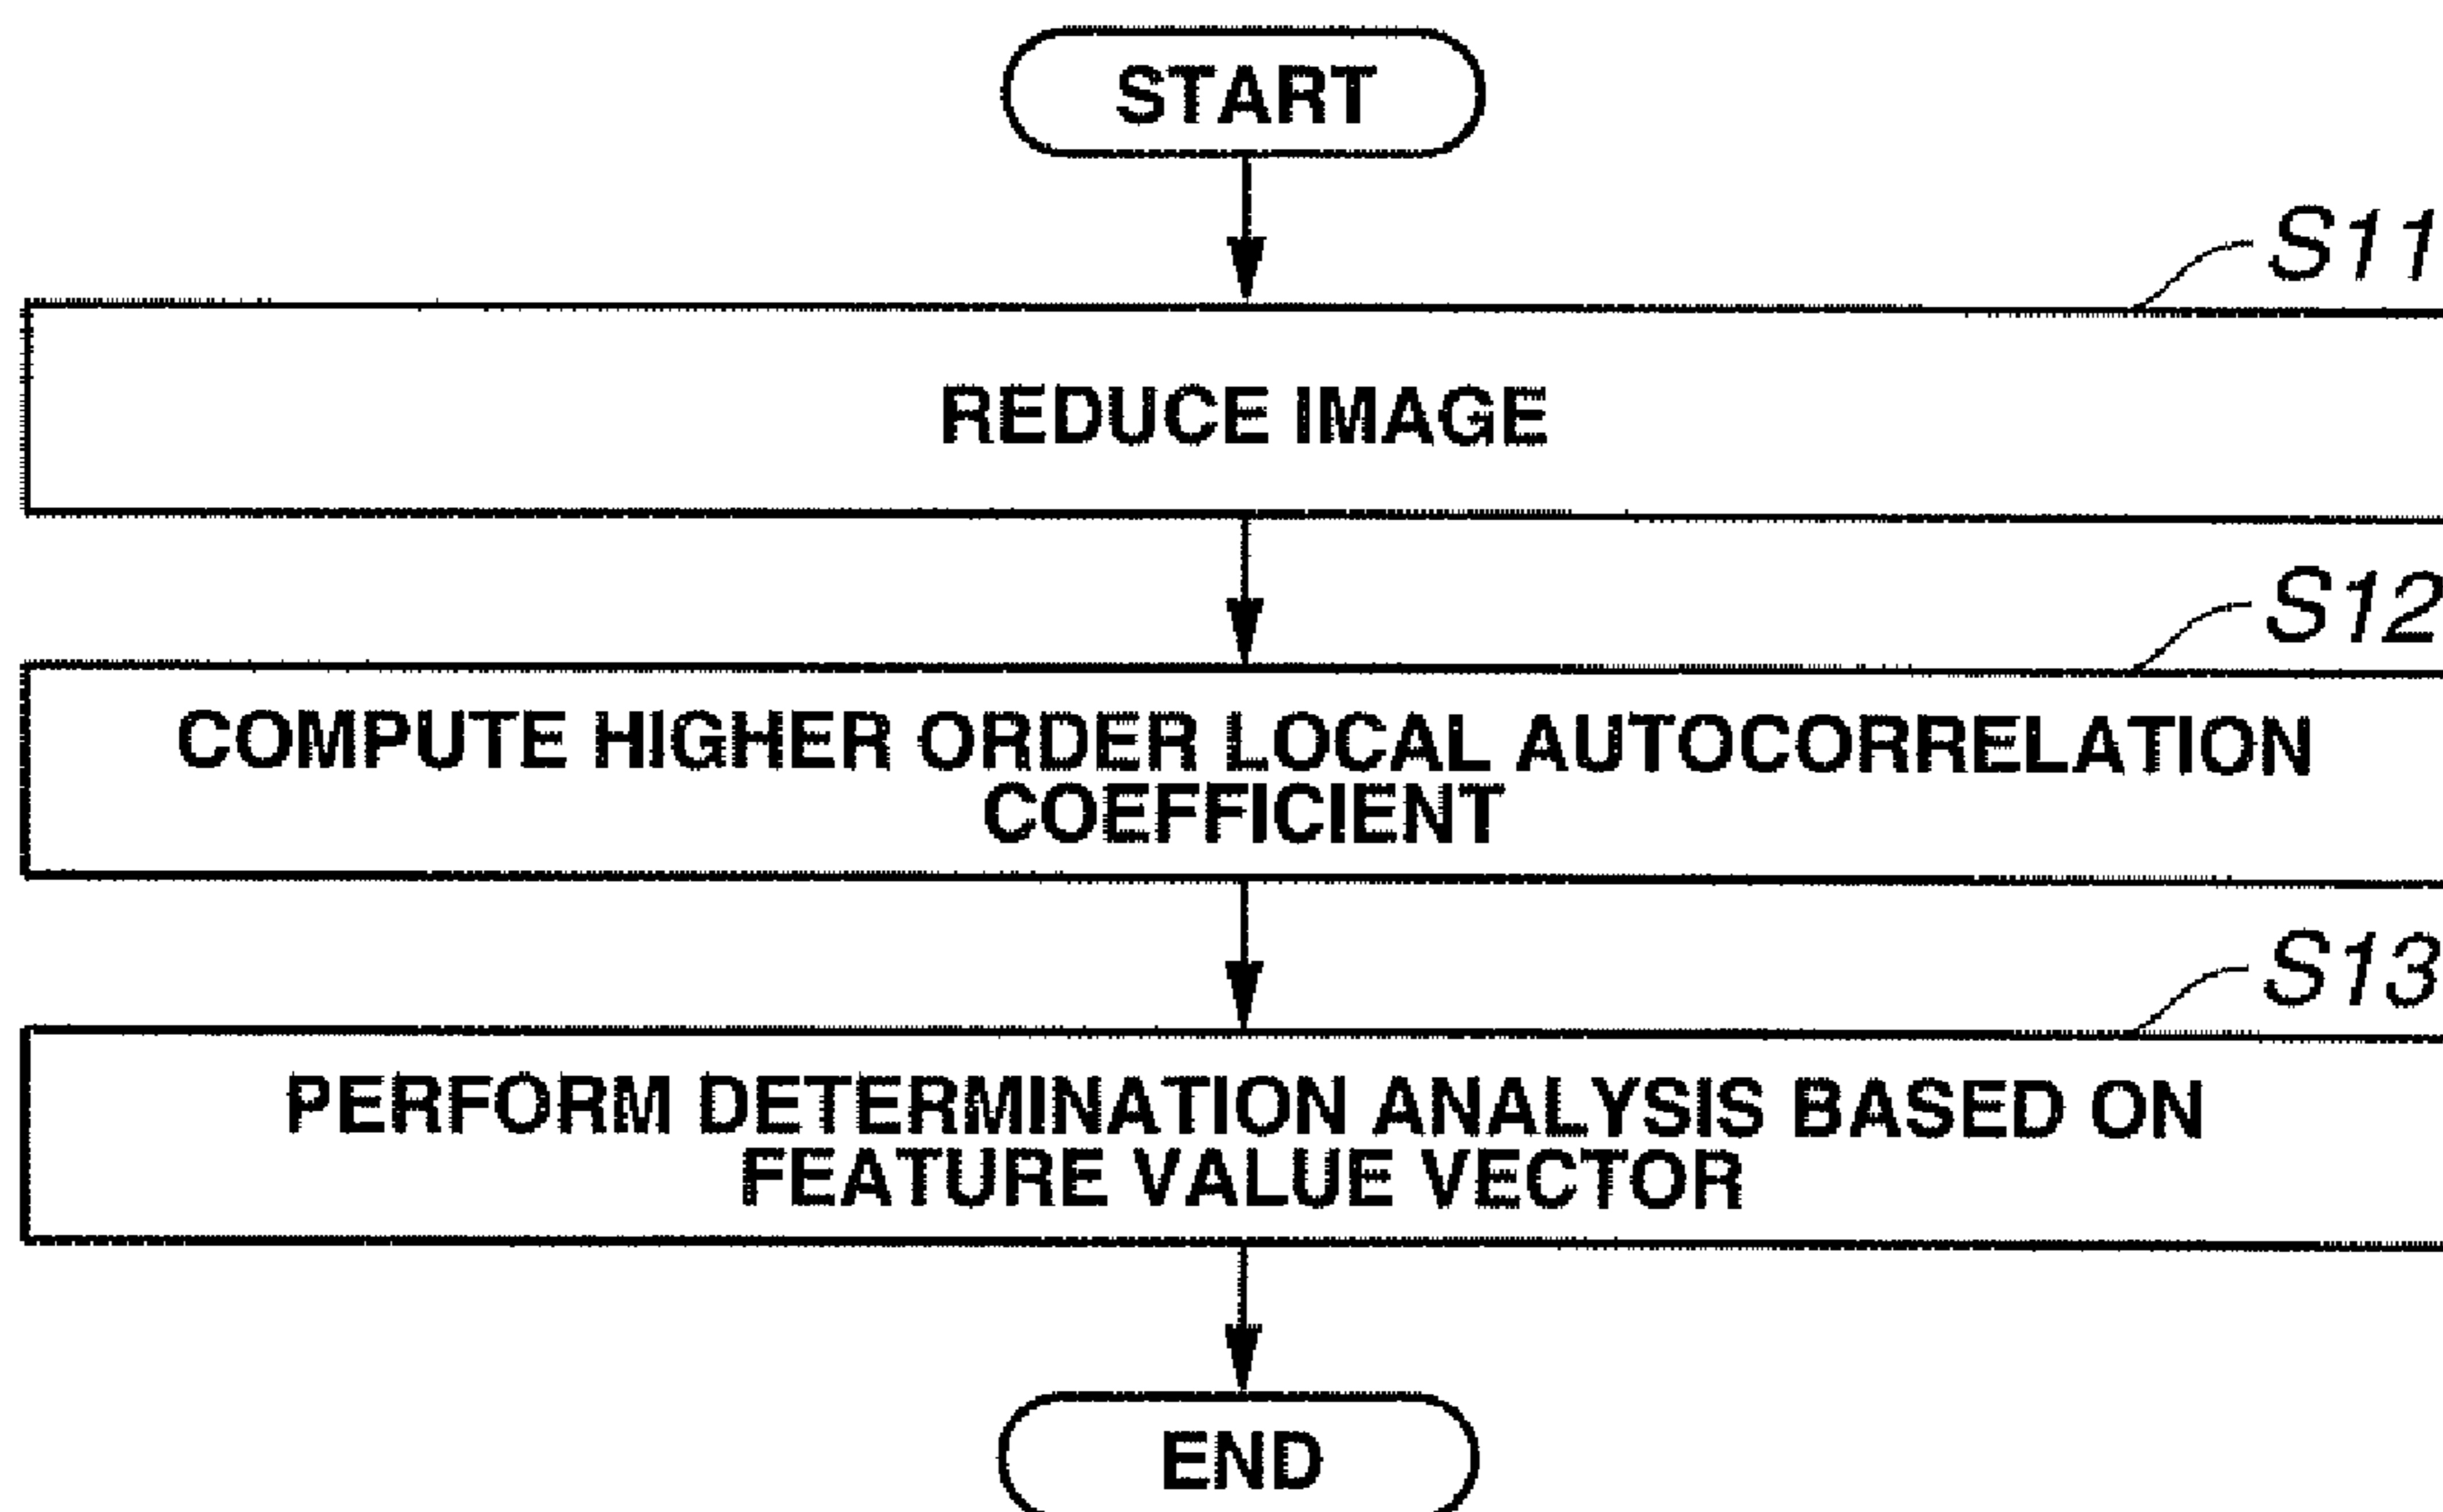 START
S11
REDUCE IMAGE
S12
COMPUTE HIGHER ORDER LOCAL AUTOCORRELATION
COEFFICIENT
S13
PERFORM DETERMINATION ANALYSIS BASED ON
FEATURE VALUE VECTOR
END